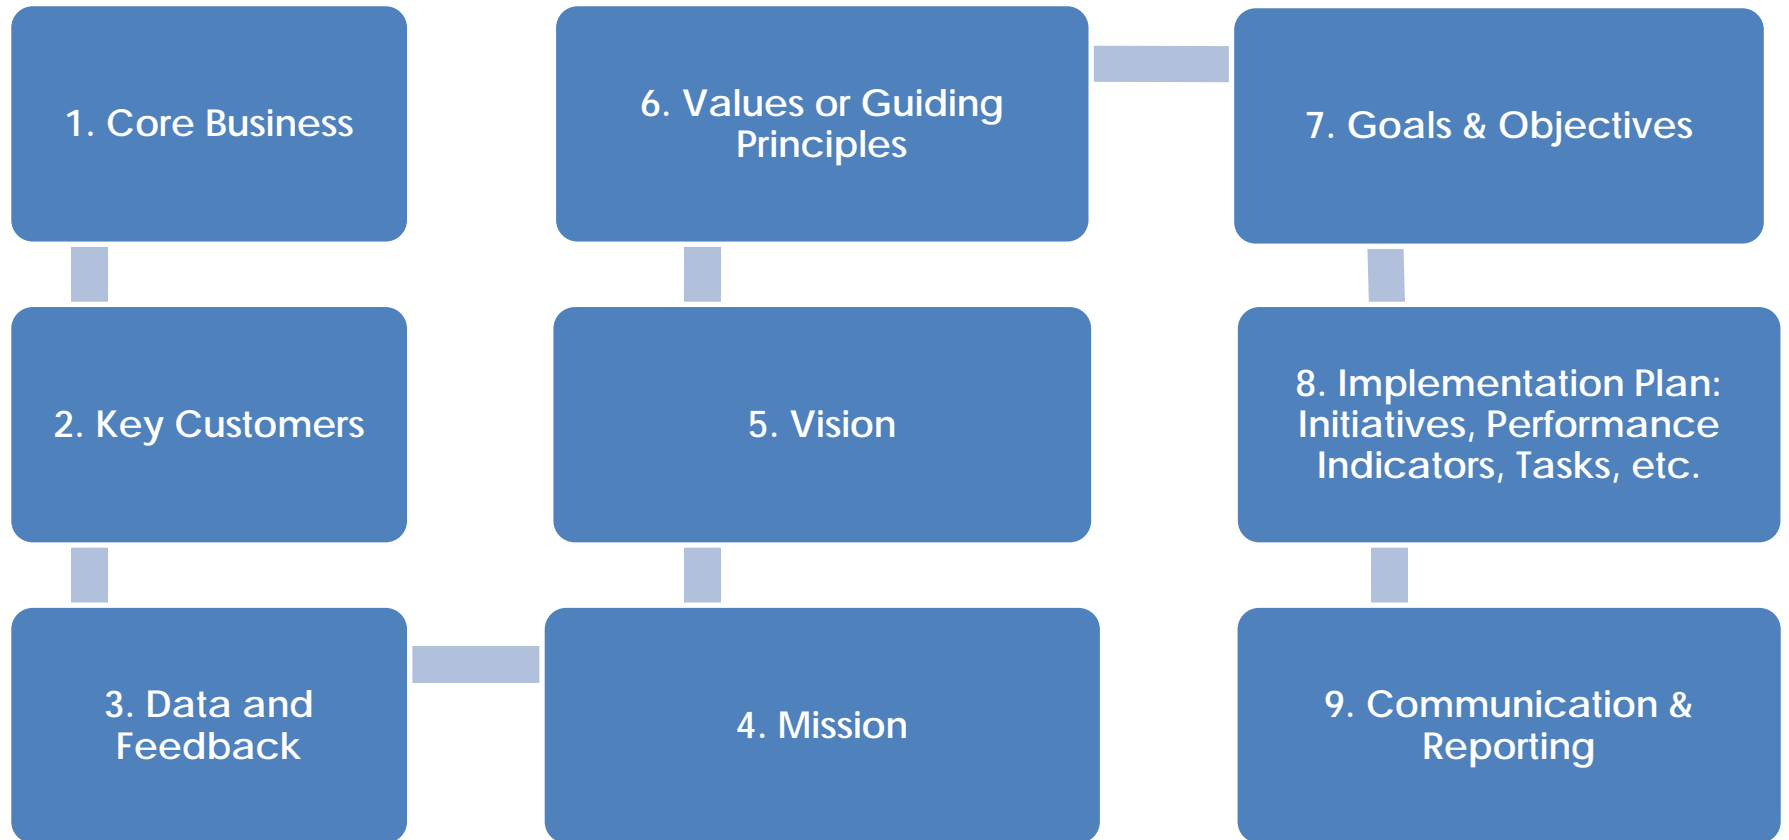 1. Core Business
2. Key Customers
3. Data and
Feedback
4. Mission
5. Vision
6. Values or Guiding
Principles
7. Goals & Objectives
8. Implementation Plan:
Initiatives, Performance
Indicators, Tasks, etc.
9. Communication &
Reporting